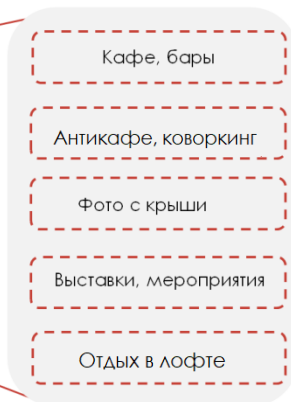 Кафе, бары
Антикафе, коворкинг
Фото с крыши
Выставки, мероприятия
Отдых в лофте